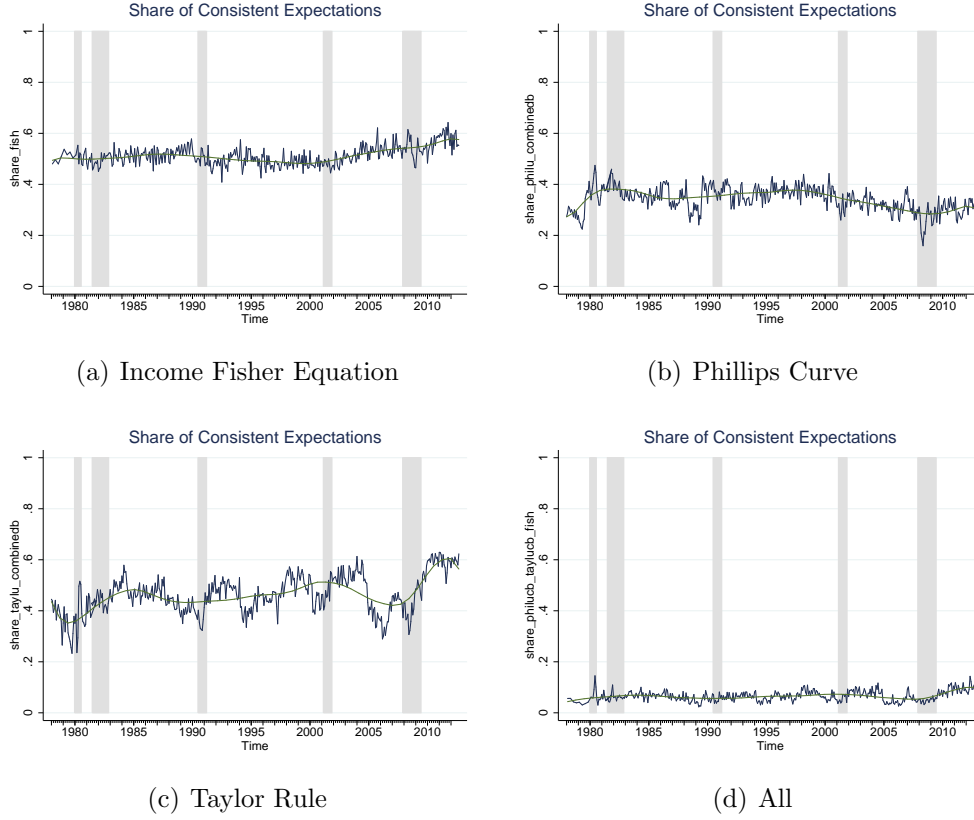 Share of Consistent Expectations
share_fish
0 .2 .4 .6 .8 1
1980 1985 1990 1995 2000 2005 2010
Time
(a) Income Fisher Equation
Share of Consistent Expectations
share_philu_combinedb
0 .2 .4 .6 .8 1
1980 1985 1990 1995 2000 2005 2010
Time
(b) Phillips Curve
Share of Consistent Expectations
share_taylu_combinedb
0 .2 .4 .6 .8 1
1980 1985 1990 1995 2000 2005 2010
Time
(c) Taylor Rule
Share of Consistent Expectations
share_philucb_taylucb_fish
0 .2 .4 .6 .8 1
1980 1985 1990 1995 2000 2005 2010
Time
(d) All